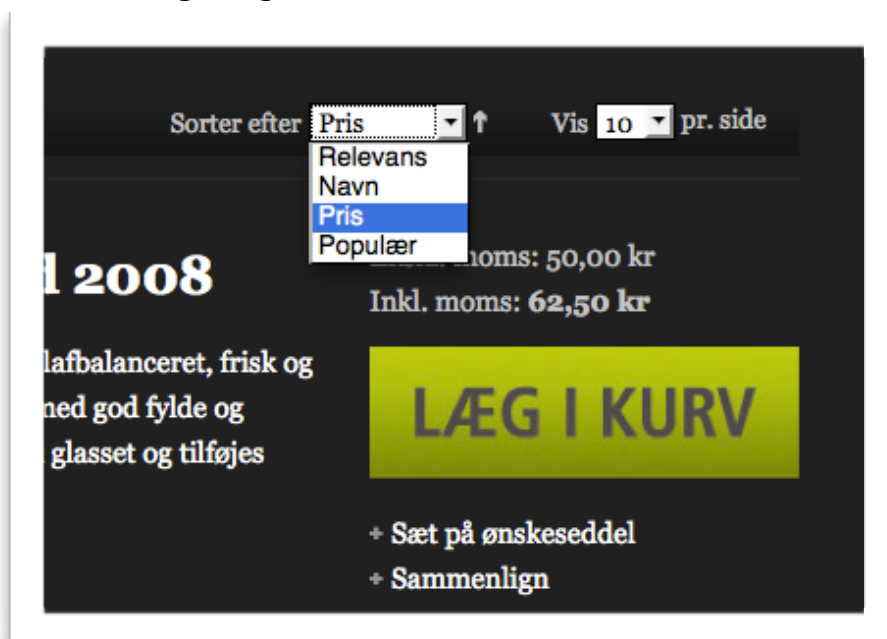 Sorter efter Pris Vis 10 pr. side
Relevans
Navn
Pris
Populær
2008
moms: 50,00 kr
Inkl. moms: 62,50 kr
lafbalanceret, frisk og
med god fylde og
glasset og tilføjes
LÆG I KURV
+ Sæt på ønskeseddel
+ Sammenlign